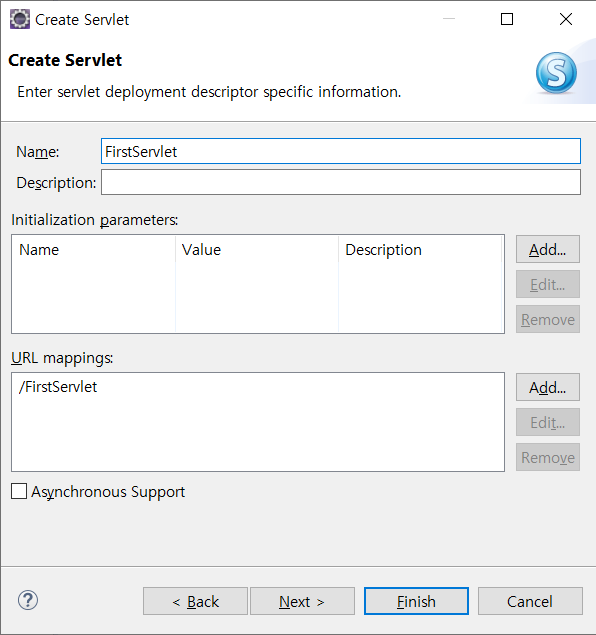 Create Servlet
Create Servlet
Enter servlet deployment descriptor specific information.
S
Name: FirstServlet
Description:
Initialization parameters:
Name Value Description
Add...
Edit...
Remove
URL mappings:
/FirstServlet
Add...
Edit...
Remove
Asynchronous Support
? < Back Next > Finish Cancel